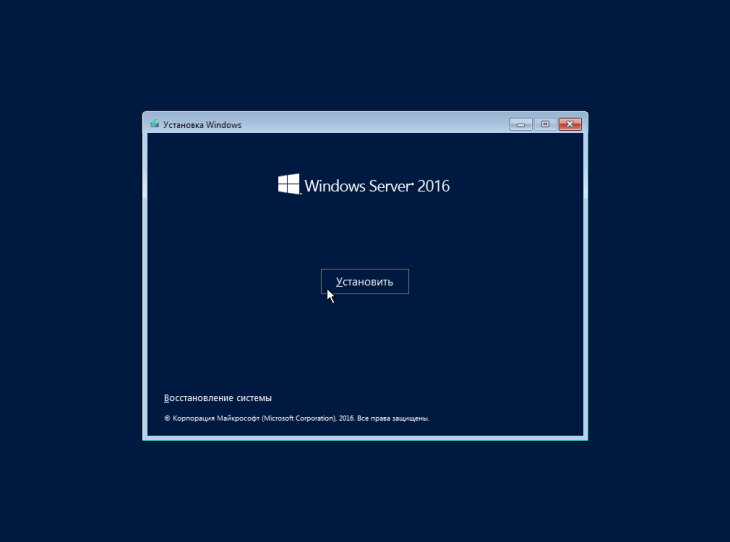 Установка Windows
Windows Server 2016
Установить
Восстановление системы
© Корпорация Майкрософт (Microsoft Corporation), 2016. Все права защищены.